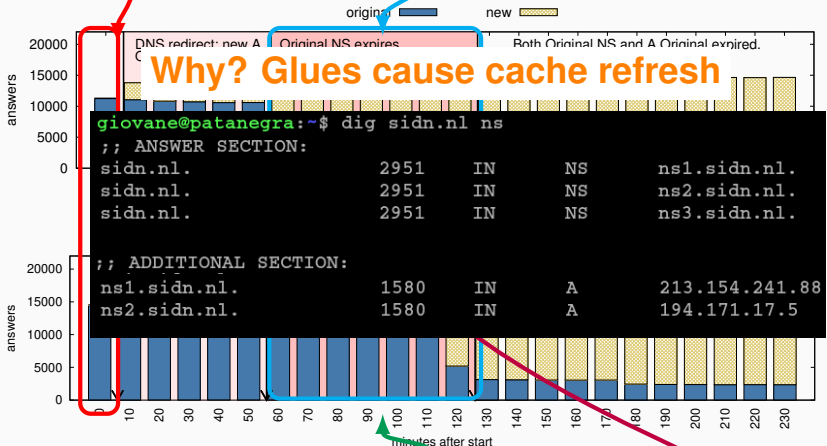 original new
DNS redirect: new A Original NS expires Both Original NS and A Original expired.
Why? Glues cause cache refresh
20000
15000
10000
5000
0
answers
giovane@patanegra:~$ dig sidn.nl ns
;; ANSWER SECTION:
sidn.nl. 2951 IN NS ns1.sidn.nl.
sidn.nl. 2951 IN NS ns2.sidn.nl.
sidn.nl. 2951 IN NS ns3.sidn.nl.
;; ADDITIONAL SECTION:
ns1.sidn.nl. 1580 IN A 213.154.241.88
ns2.sidn.nl. 1580 IN A 194.171.17.5
20000
15000
10000
5000
0
answers
0 10 20 30 40 50 60 70 80 90 100 110 120 130 140 150 160 170 180 190 200 210 220 230
minutes after start